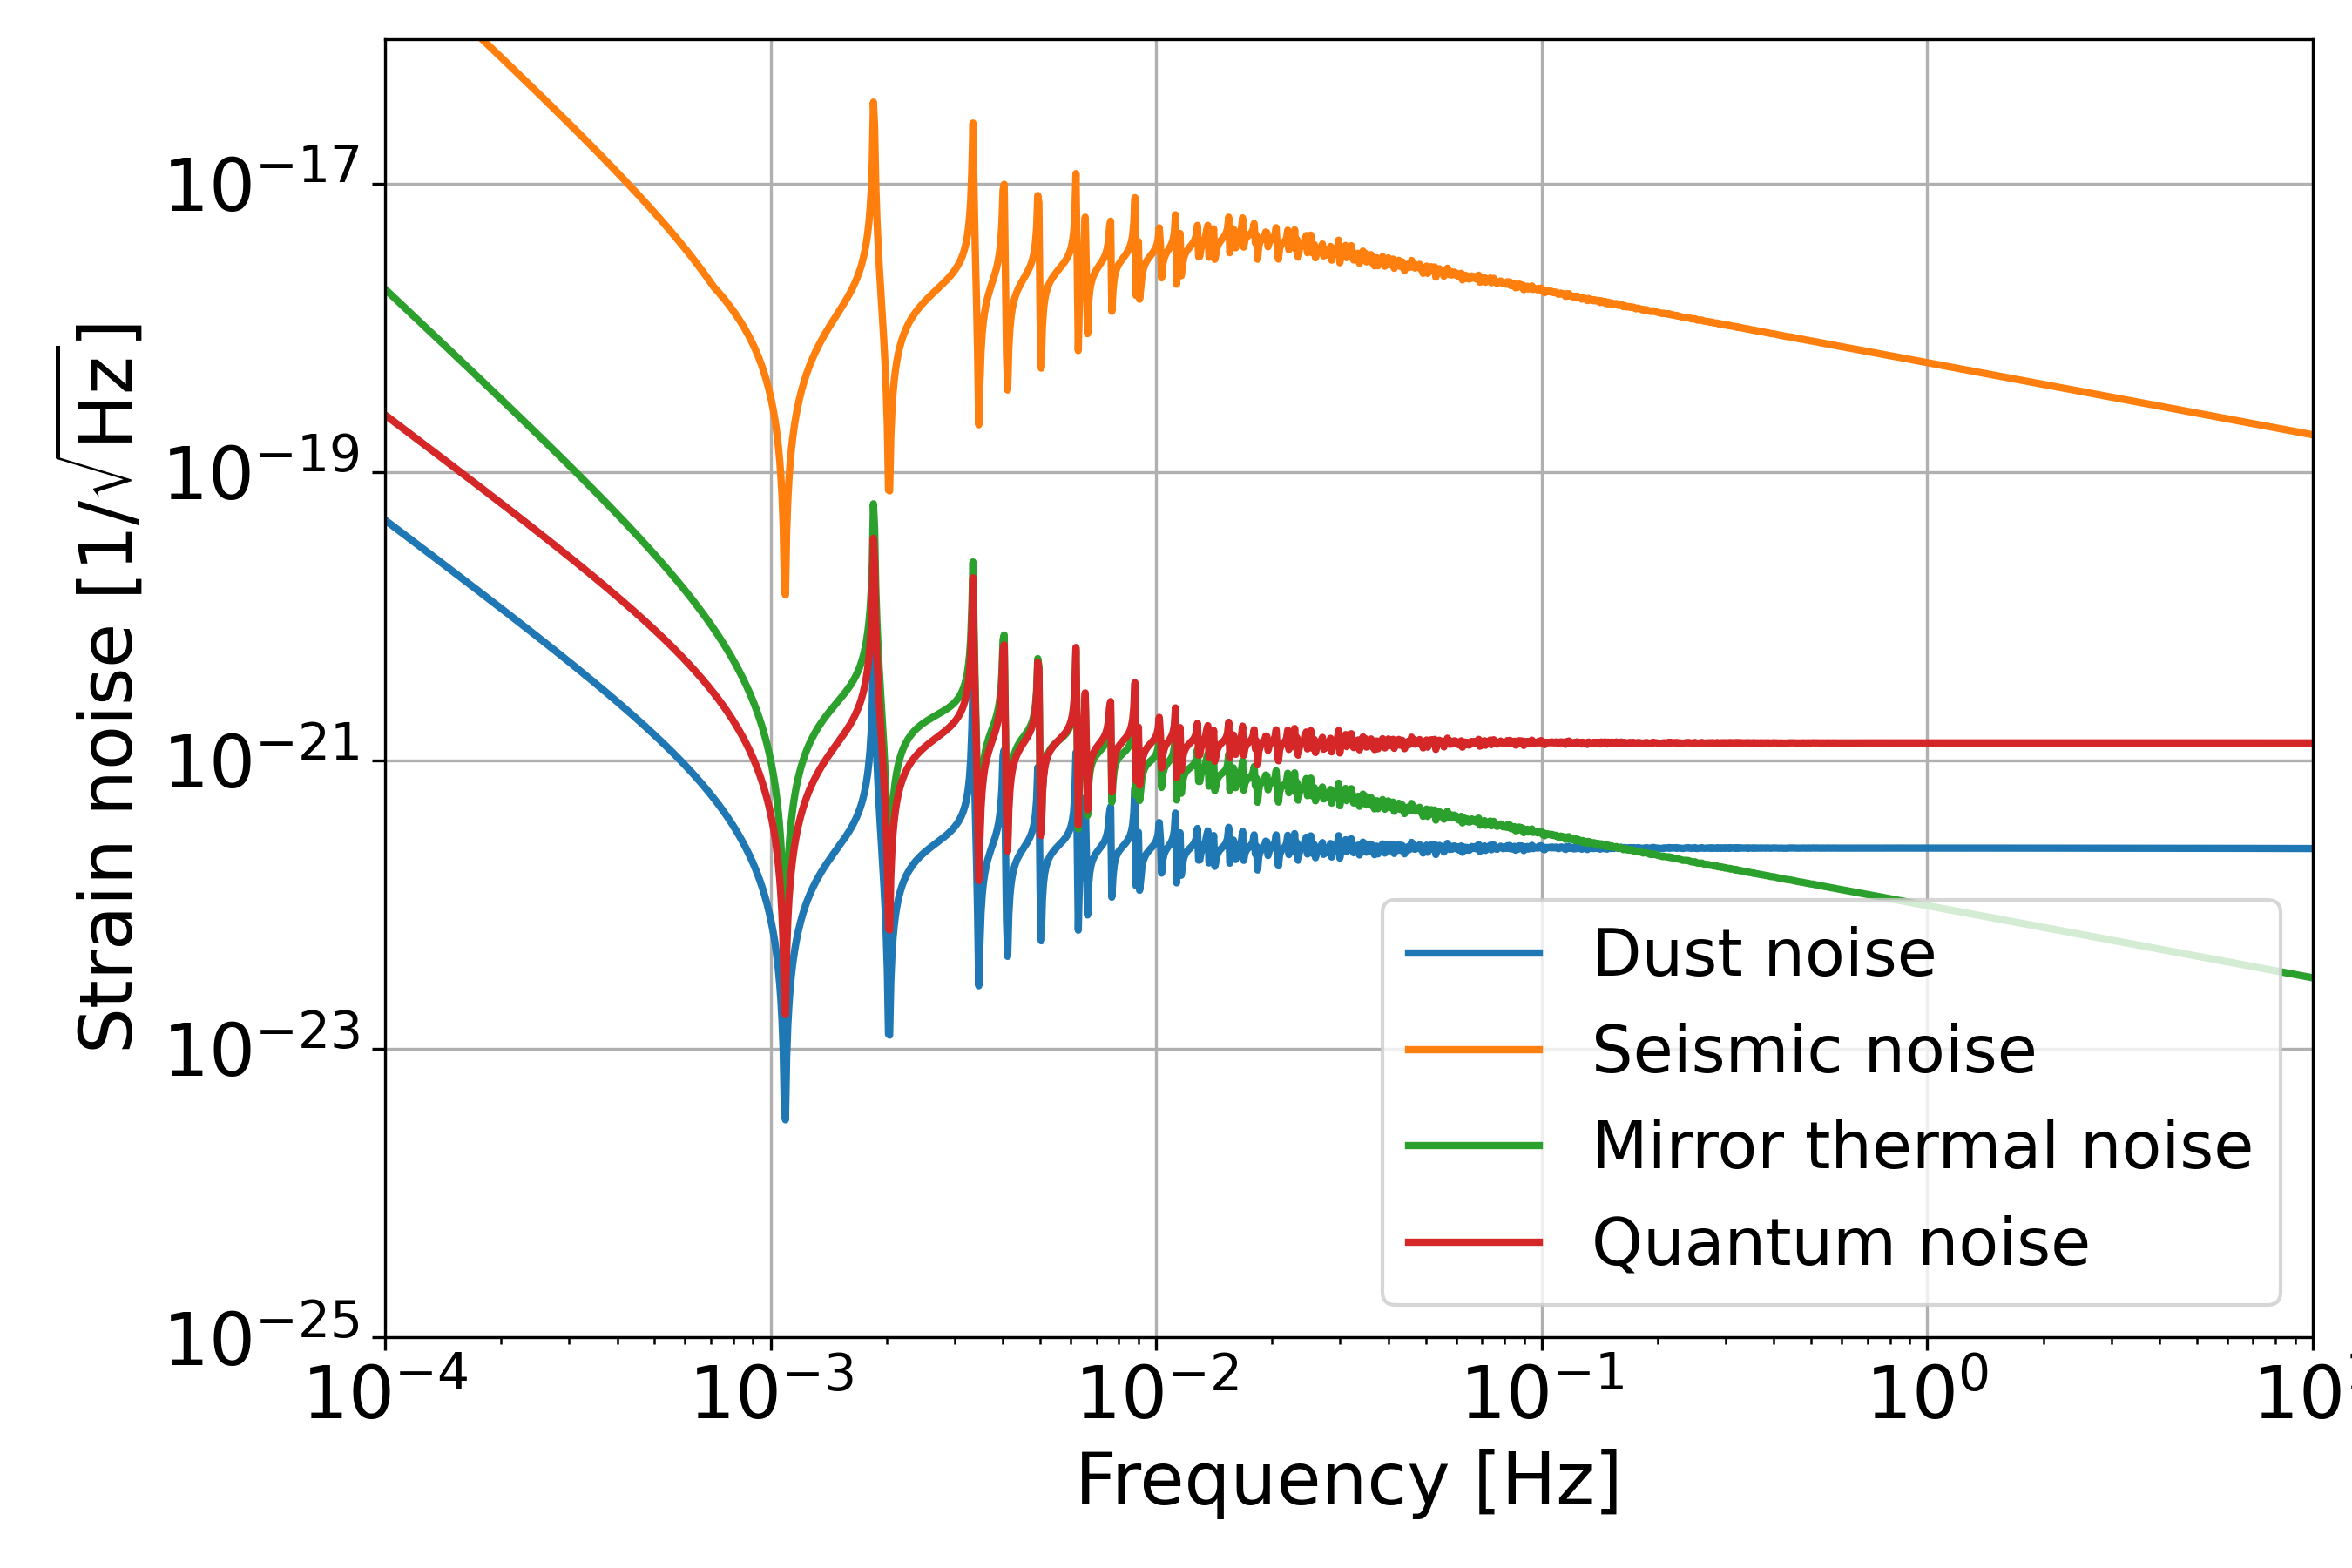 Strain noise [1/√Hz]
10⁻¹⁷
10⁻¹⁹
10⁻²¹
10⁻²³
10⁻²⁵
Dust noise
Seismic noise
Mirror thermal noise
Quantum noise
10⁻⁴ 10⁻³ 10⁻² 10⁻¹ 10⁰ 10
Frequency [Hz]